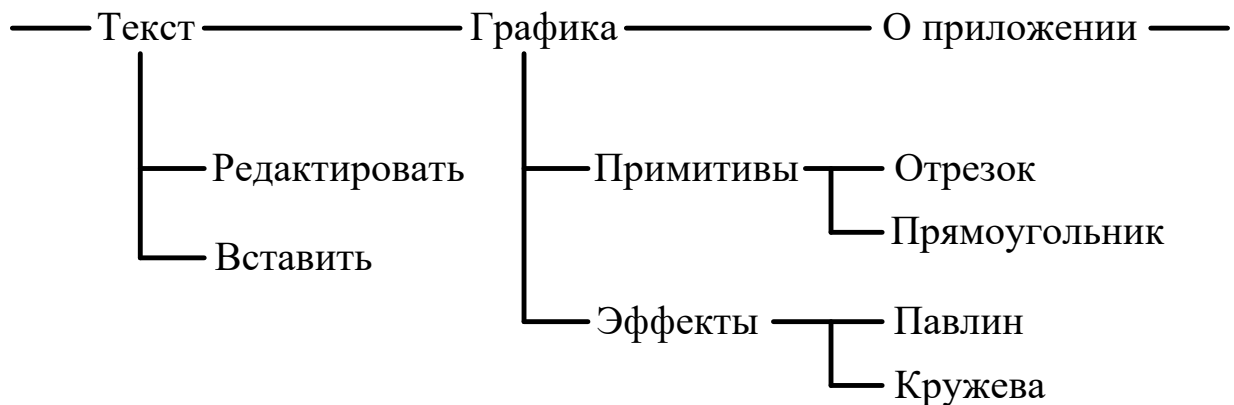 Текст Графика О приложении
Редактировать Примитивы Отрезок
Прямоугольник
Вставить
Эффекты Павлин
Кружева